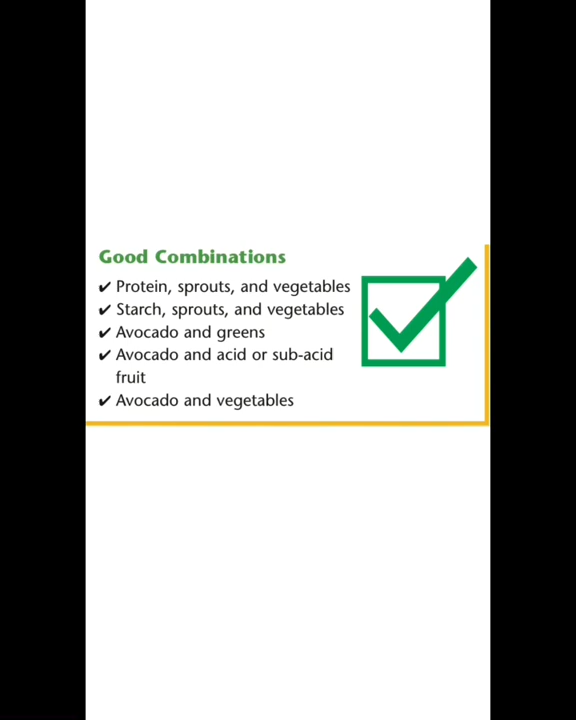 Good Combinations
✔ Protein, sprouts, and vegetables
✔ Starch, sprouts, and vegetables
✔ Avocado and greens
✔ Avocado and acid or sub-acid
fruit
✔ Avocado and vegetables